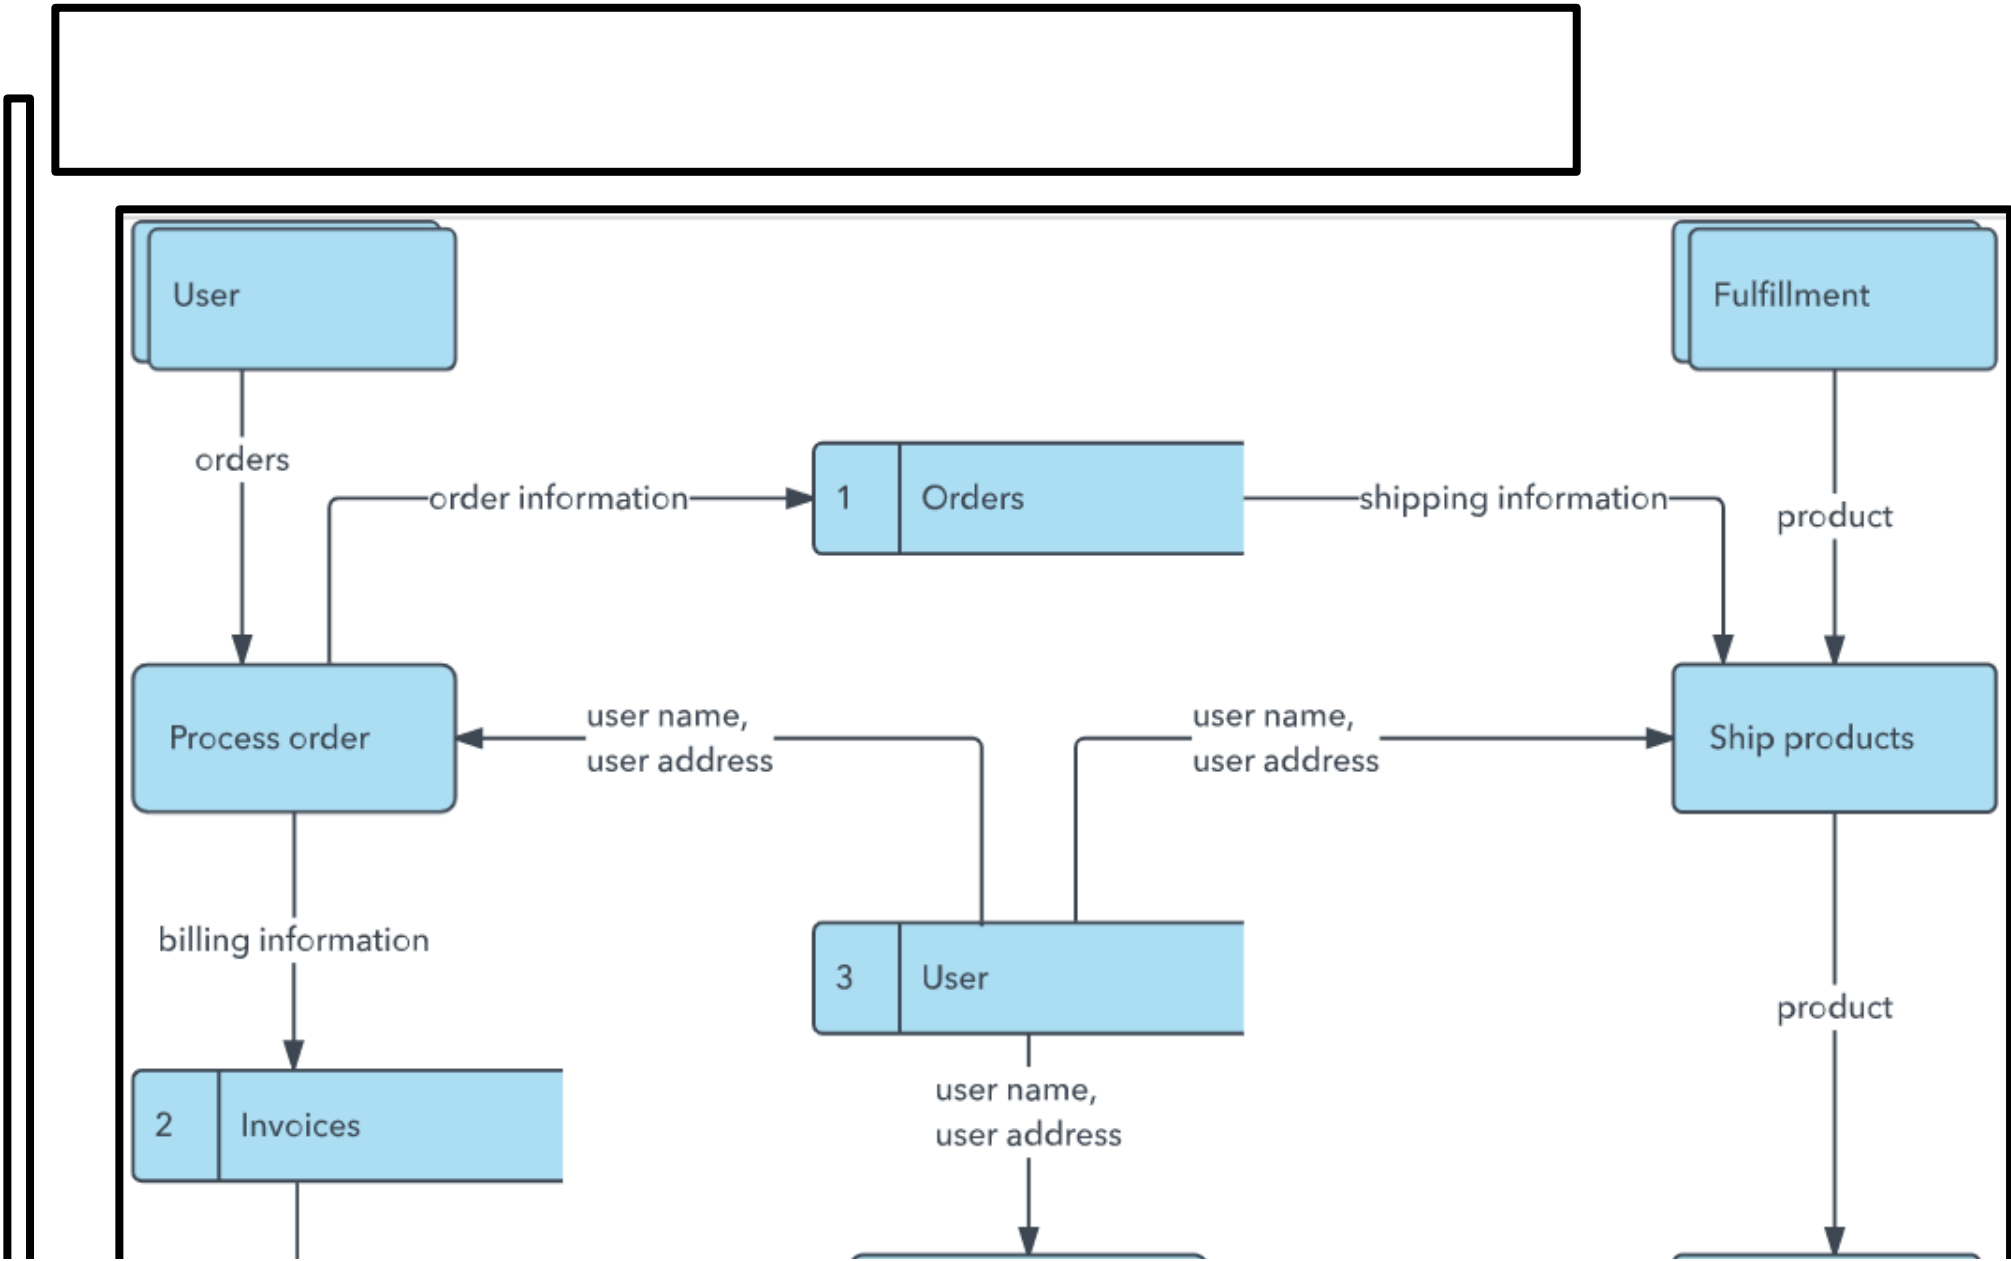 User
Fulfillment
orders
order information
1
Orders
shipping information
product
Process order
user name,
user address
user name,
user address
Ship products
billing information
3
User
product
user name,
user address
2
Invoices